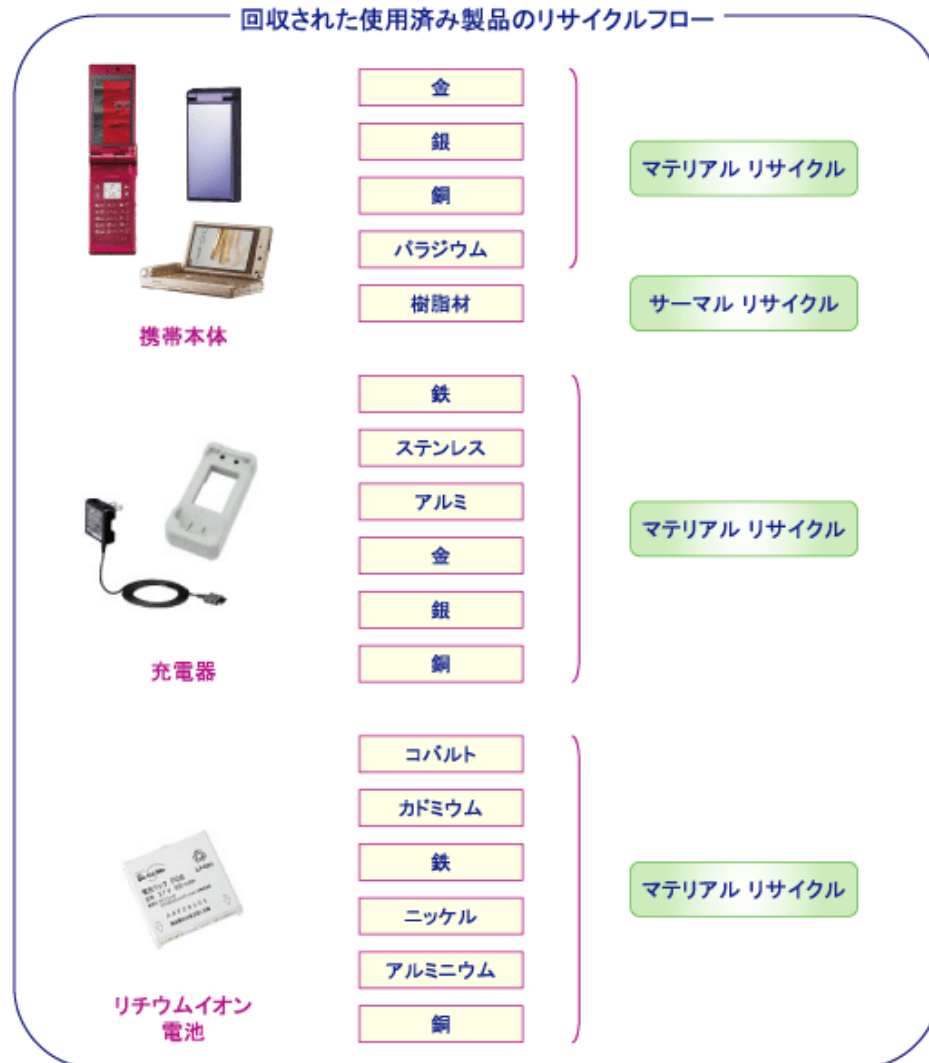 回収された使用済み製品のリサイクルフロー
金
銀
銅
パラジウム
マテリアル リサイクル
樹脂材
サーマル リサイクル
携帯本体
鉄
ステンレス
アルミ
金
銀
銅
マテリアル リサイクル
充電器
コバルト
カドミウム
鉄
ニッケル
アルミニウム
銅
マテリアル リサイクル
リチウムイオン
電池